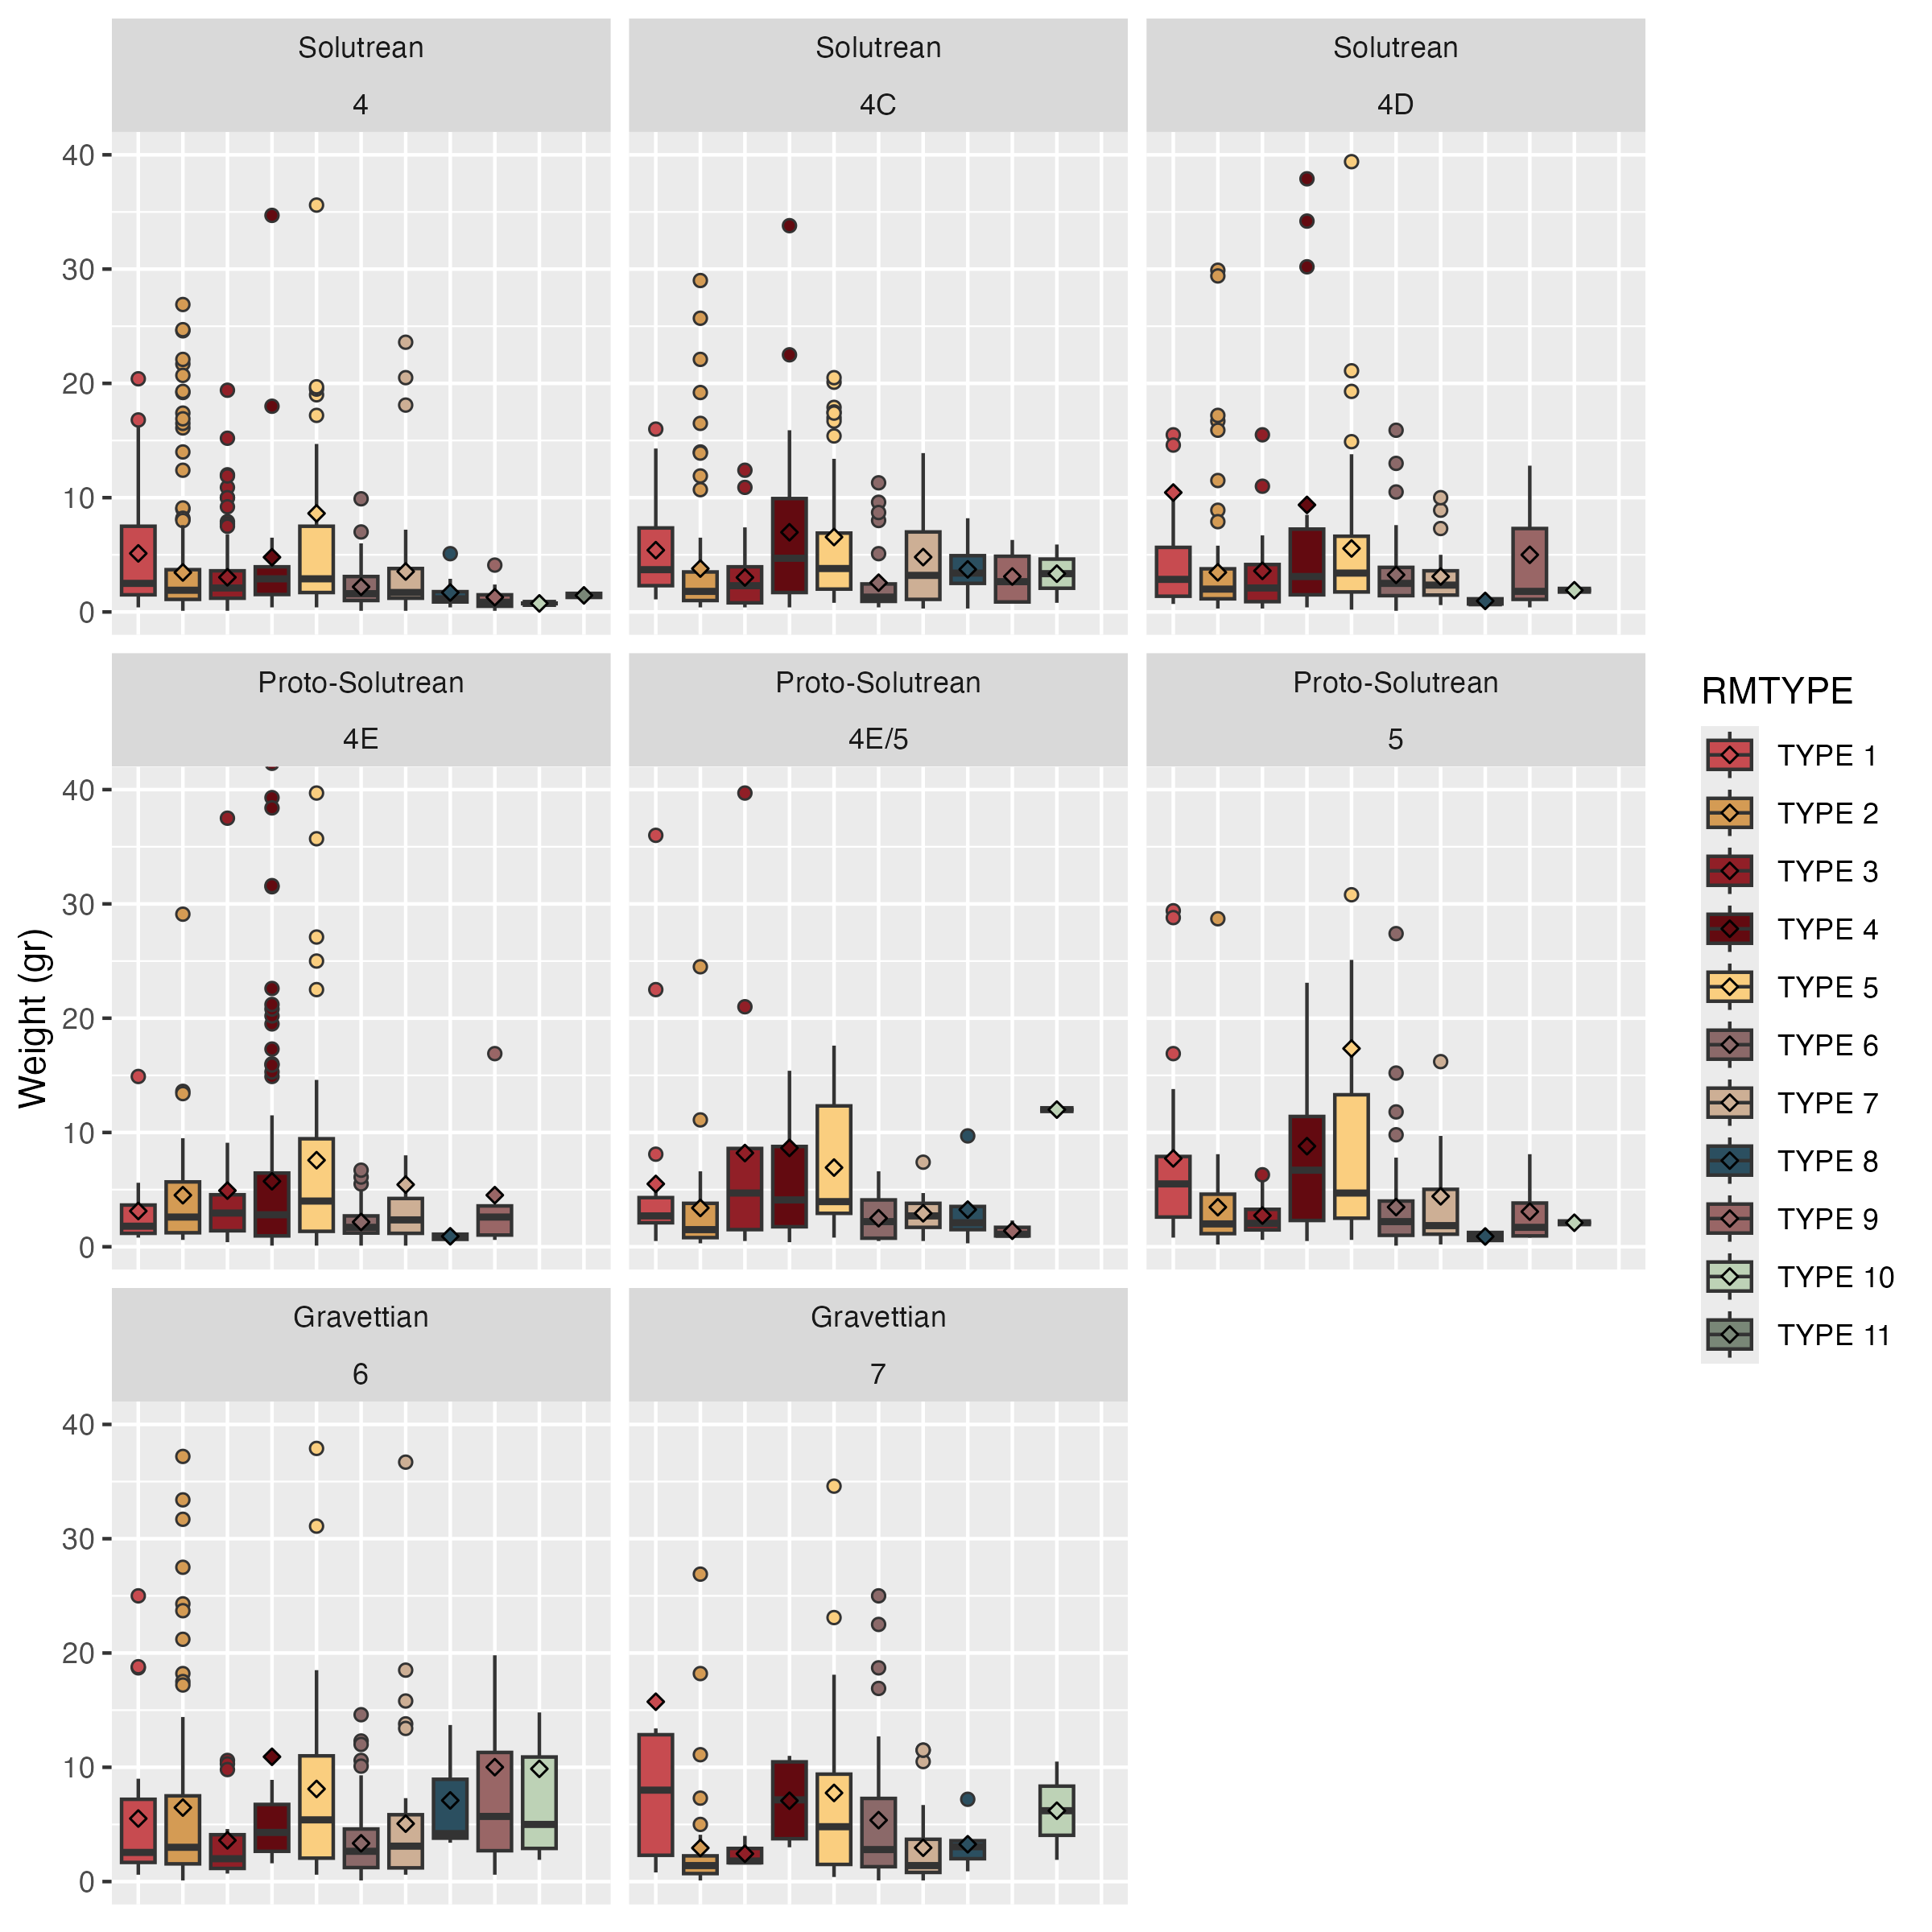 Solutrean
4
Solutrean
4C
Solutrean
4D
40
30
20
10
0
Proto-Solutrean
4E
Proto-Solutrean
4E/5
Proto-Solutrean
5
40
30
20
10
0
Gravettian
6
Gravettian
7
40
30
20
10
0
Weight (gr)
RMTYPE
TYPE 1
TYPE 2
TYPE 3
TYPE 4
TYPE 5
TYPE 6
TYPE 7
TYPE 8
TYPE 9
TYPE 10
TYPE 11